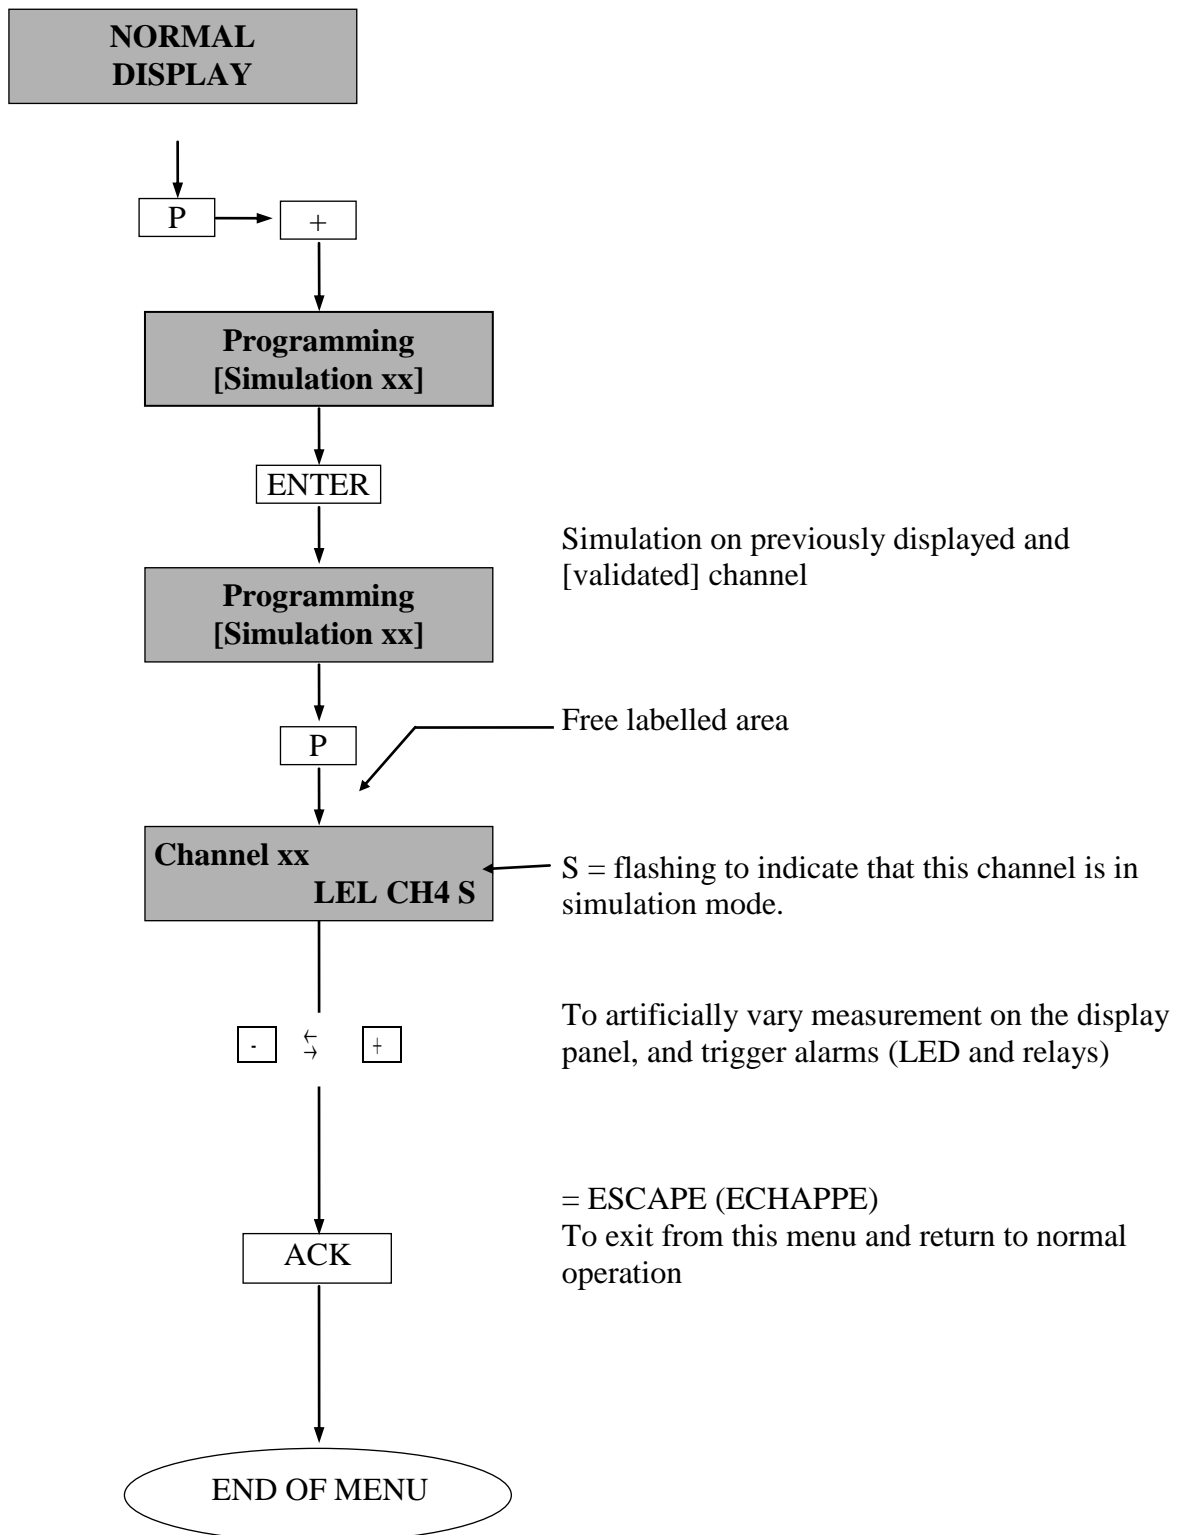 NORMAL
DISPLAY
P
+
Programming
[Simulation xx]
ENTER
Simulation on previously displayed and
[validated] channel
Programming
[Simulation xx]
Free labelled area
P
Channel xx
LEL CH4 S
S = flashing to indicate that this channel is in
simulation mode.
To artificially vary measurement on the display
panel, and trigger alarms (LED and relays)
- ← → +
= ESCAPE (ECHAPPE)
To exit from this menu and return to normal
operation
ACK
END OF MENU